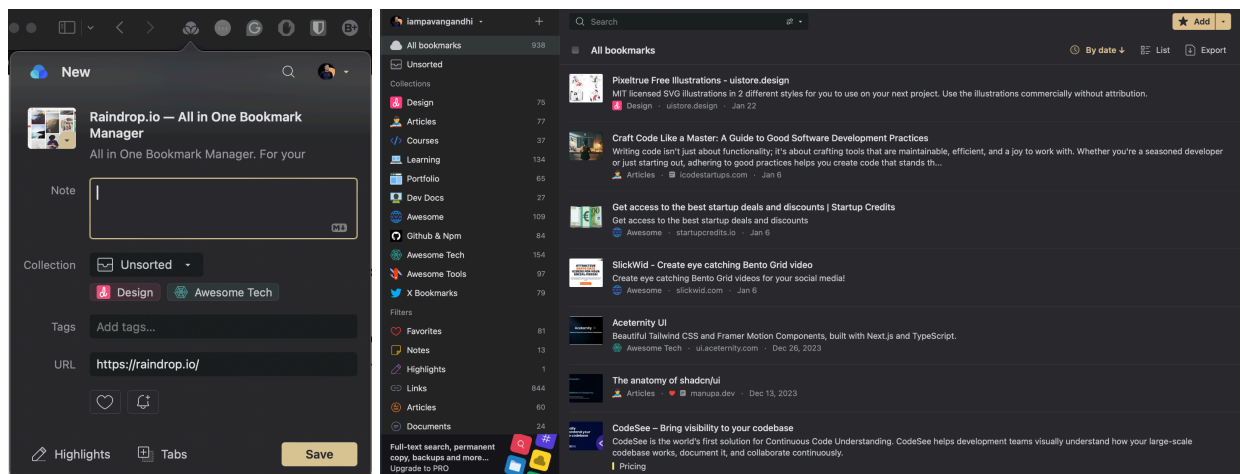 New
Raindrop.io — All in One Bookmark
Manager
All in One Bookmark Manager. For your
Note
Collection
Unsorted
Design
Awesome Tech
Tags
Add tags...
URL
https://raindrop.io/
Highlights
Tabs
Save
iampavangandhi
All bookmarks 938
Unsorted
Collections
Design 75
Articles 77
Courses 37
Learning 134
Portfolio 65
Dev Docs 27
Awesome 109
Github & Npm 84
Awesome Tech 154
Awesome Tools 97
X Bookmarks 79
Filters
Favorites 81
Notes 13
Highlights 1
Links 844
Articles 60
Documents 24
Full-text search, permanent
copy, backups and more...
Upgrade to PRO
Search
Add
All bookmarks
By date ↓
List
Export
Pixeltrue Free Illustrations - uistore.design
MIT licensed SVG illustrations in 2 different styles for you to use on your next project. Use the illustrations commercially without attribution.
Design · uistore.design · Jan 22
Craft Code Like a Master: A Guide to Good Software Development Practices
Writing code isn't just about functionality; it's about crafting tools that are maintainable, efficient, and a joy to work with. Whether you're a seasoned developer
or just starting out, adhering to good practices helps you create code that stands th...
Articles · icodestartups.com · Jan 6
Get access to the best startup deals and discounts | Startup Credits
Get access to the best startup deals and discounts
Awesome · startupcredits.io · Jan 6
SlickWid - Create eye catching Bento Grid video
Create eye catching Bento Grid videos for your social media!
Awesome · slickwid.com · Jan 6
Aceternity UI
Beautiful Tailwind CSS and Framer Motion Components, built with Next.js and TypeScript.
Awesome Tech · ui.aceternity.com · Dec 26, 2023
The anatomy of shadcn/ui
Articles · manupa.dev · Dec 13, 2023
CodeSee – Bring visibility to your codebase
CodeSee is the world's first solution for Continuous Code Understanding. CodeSee helps development teams visually understand how your large-scale
codebase works, document it, and collaborate continuously.
Pricing